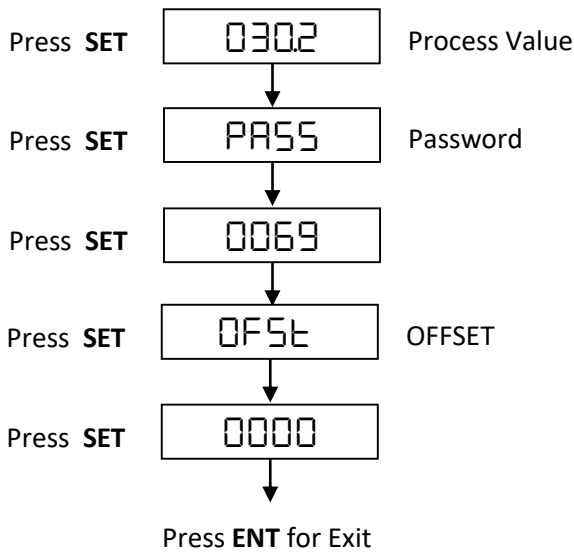 Press SET 030.2 Process Value
Press SET PASS Password
Press SET 0069
Press SET OFSt OFFSET
Press SET 0000
Press ENT for Exit